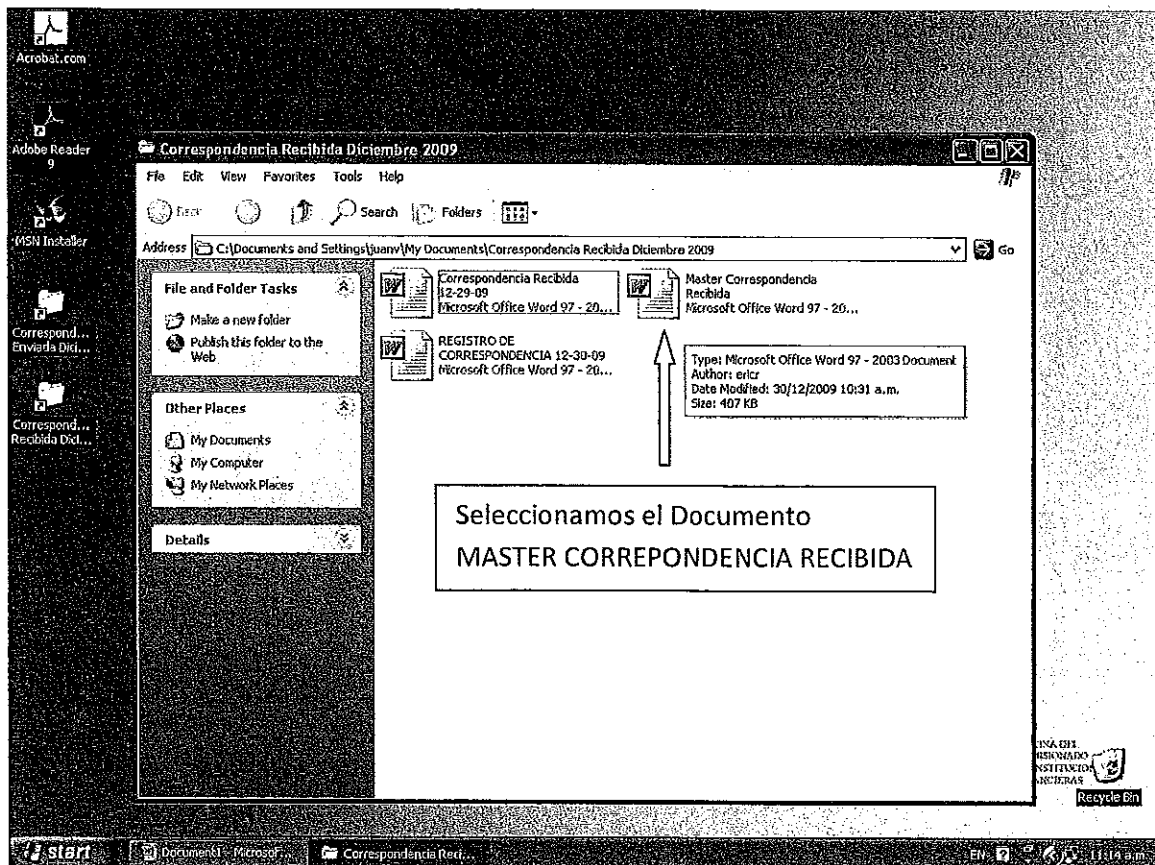 Acrobat.com
Adobe Reader
9
MSN Installer
Correspond...
Enviada Dici...
Correspond...
Recibida Dici...
Correspondencia Recibida Diciembre 2009
File Edit View Favorites Tools Help
Back Search Folders
Address C:\Documents and Settings\juanv\My Documents\Correspondencia Recibida Diciembre 2009 Go
File and Folder Tasks
Make a new folder
Publish this folder to the
Web
Other Places
My Documents
My Computer
My Network Places
Details
Correspondencia Recibida
12-29-09
Microsoft Office Word 97 - 20...
Master Correspondencia
Recibida
Microsoft Office Word 97 - 20...
REGISTRO DE
CORRESPONDENCIA 12-30-09
Microsoft Office Word 97 - 20...
Type: Microsoft Office Word 97 - 2003 Document
Author: ericr
Date Modified: 30/12/2009 10:31 a.m.
Size: 407 KB
Seleccionamos el Documento
MASTER CORREPONDENCIA RECIBIDA
Recycle Bin
start
Document1 - Microsof...
Correspondencia Reci...
EN